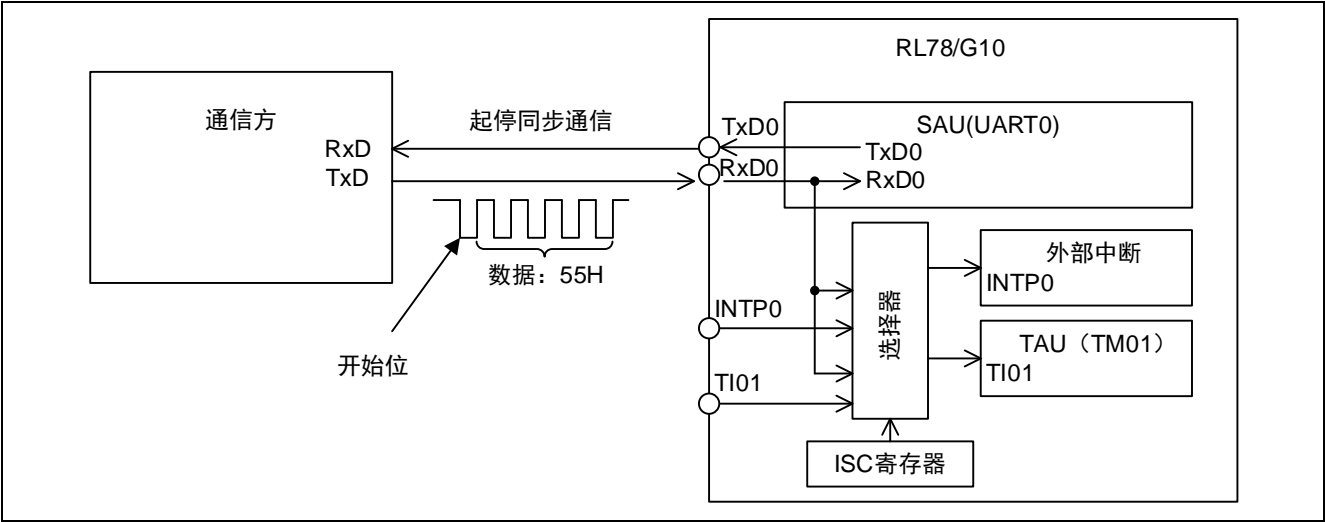 RL78/G10
通信方
起停同步通信
TxD0
SAU(UART0)
RxD
TxD0
TxD
RxD0
RxD0
数据：55H
外部中断
INTP0
INTP0
选择器
TAU（TM01）
TI01
TI01
开始位
ISC寄存器